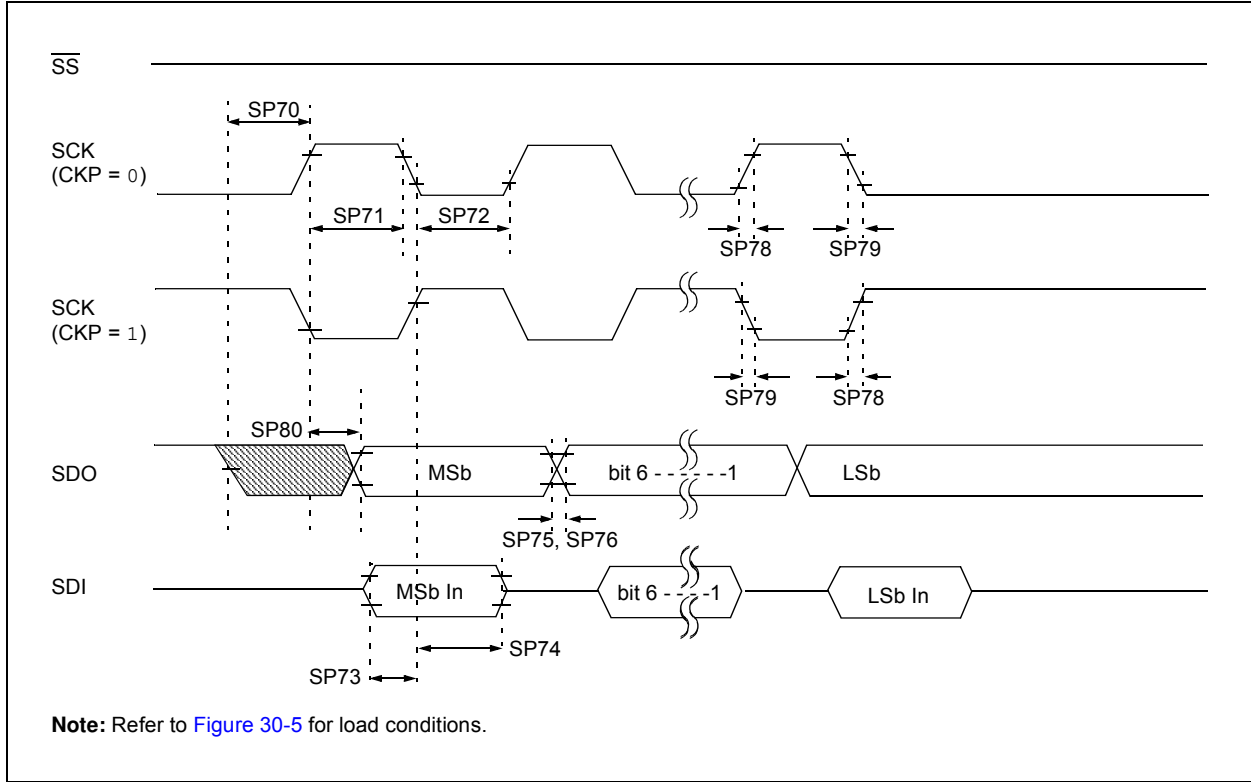 SS
SP70
SCK
(CKP = 0)
SP71
SP72
SP78
SP79
SCK
(CKP = 1)
SP79
SP78
SP80
SDO
MSb
bit 6 - - - - - - -1
LSb
SP75, SP76
SDI
MSb In
bit 6 - - - - -1
LSb In
SP74
SP73
Note: Refer to Figure 30-5 for load conditions.